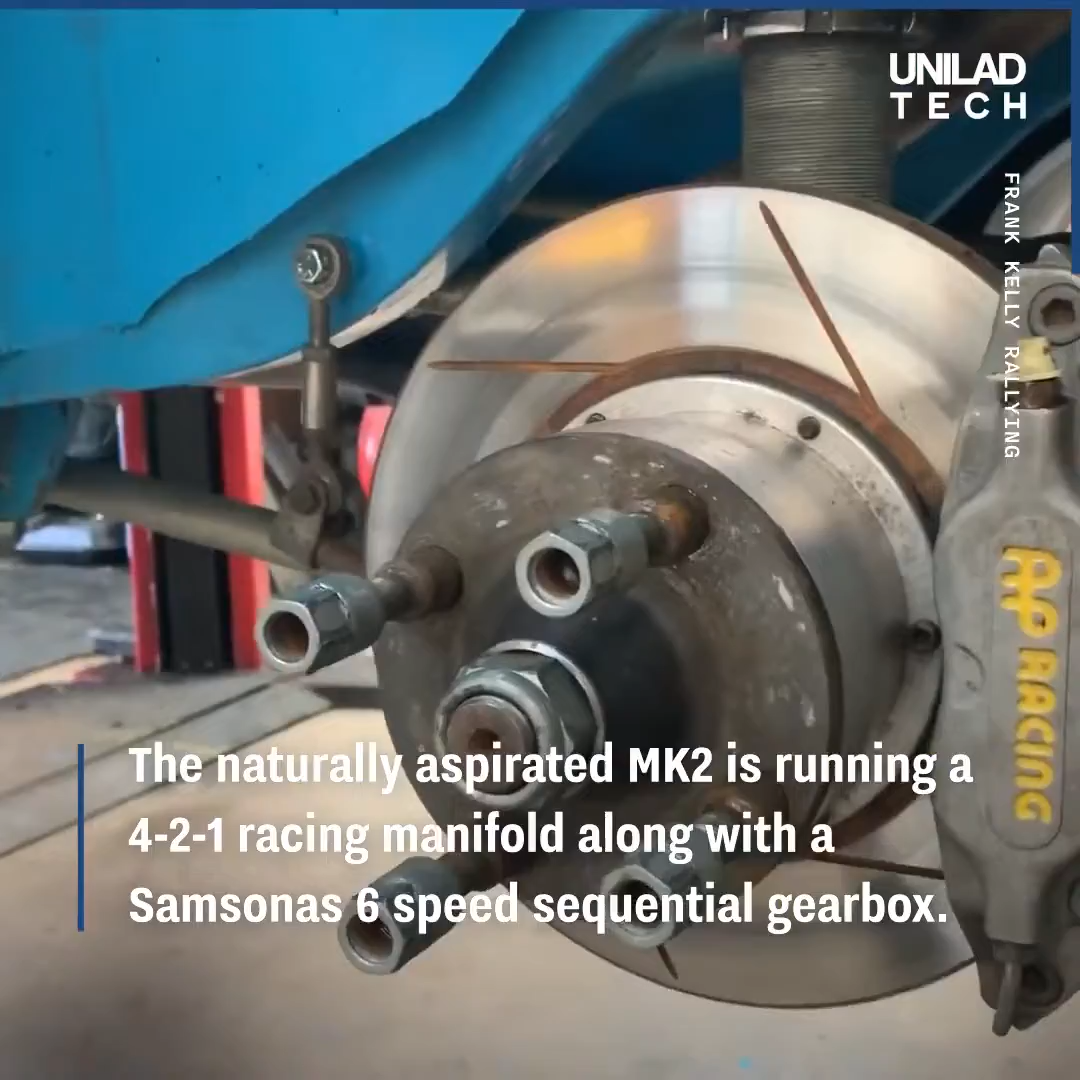 UNILAD
TECH
FRANK KELLY RALLYING
AP RACING
The naturally aspirated MK2 is running a
4-2-1 racing manifold along with a
Samsonas 6 speed sequential gearbox.